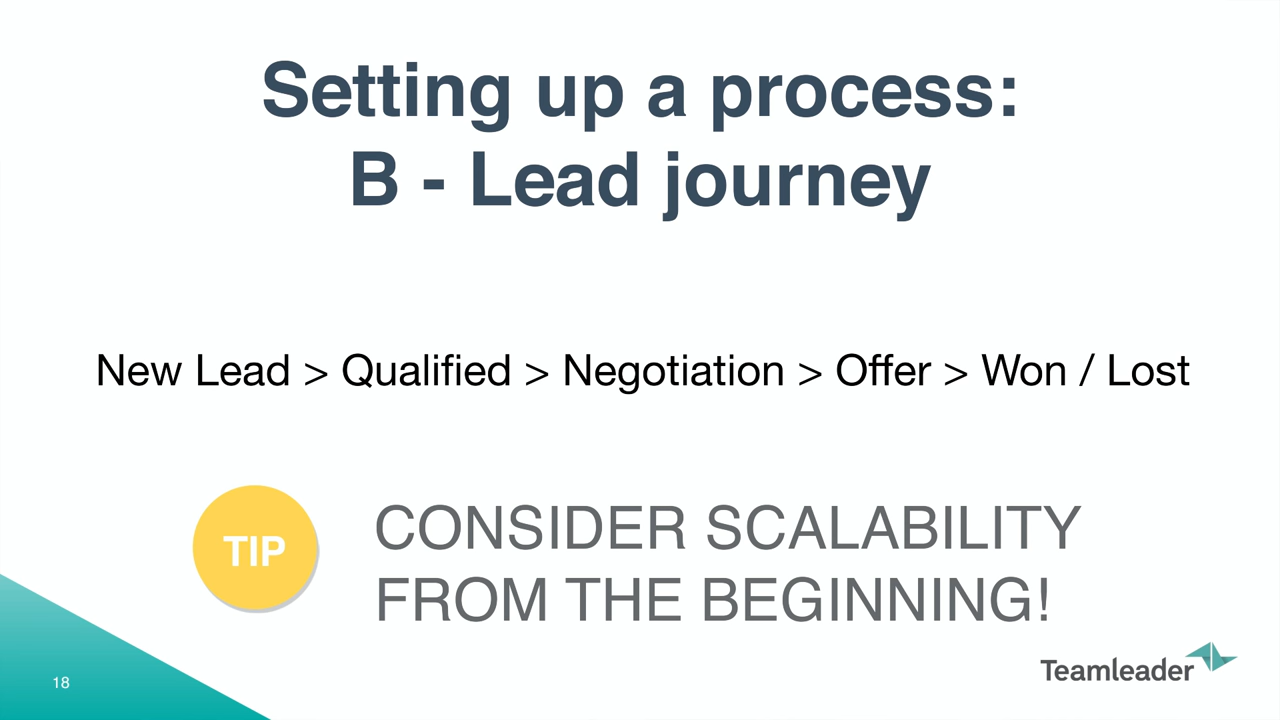 Setting up a process:
B - Lead journey
New Lead > Qualified > Negotiation > Offer > Won / Lost
TIP
CONSIDER SCALABILITY
FROM THE BEGINNING!
18
Teamleader